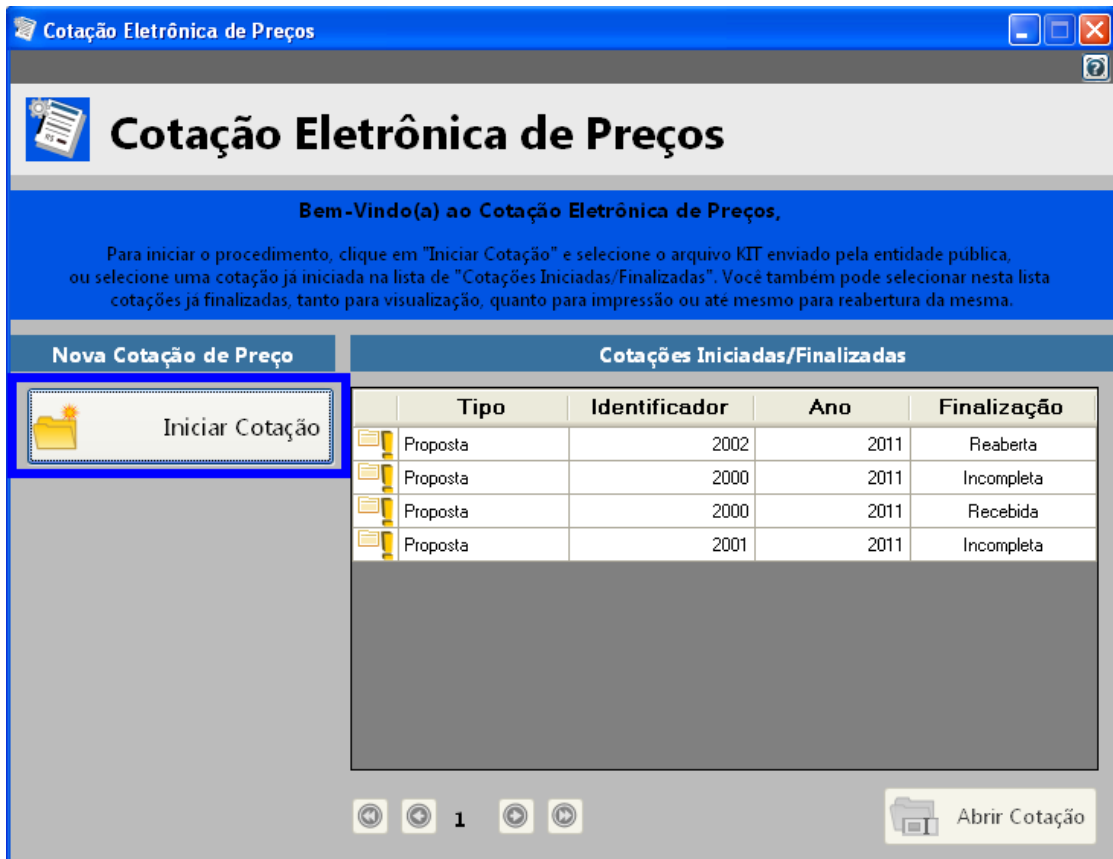 Cotação Eletrônica de Preços
Cotação Eletrônica de Preços
Bem-Vindo(a) ao Cotação Eletrônica de Preços,
Para iniciar o procedimento, clique em "Iniciar Cotação" e selecione o arquivo KIT enviado pela entidade pública,
ou selecione uma cotação já iniciada na lista de "Cotações Iniciadas/Finalizadas". Você também pode selecionar nesta lista
cotações já finalizadas, tanto para visualização, quanto para impressão ou até mesmo para reabertura da mesma.
Nova Cotação de Preço
Cotações Iniciadas/Finalizadas
Iniciar Cotação
Tipo Identificador Ano Finalização
Proposta 2002 2011 Reaberta
Proposta 2000 2011 Incompleta
Proposta 2000 2011 Recebida
Proposta 2001 2011 Incompleta
1
Abrir Cotação